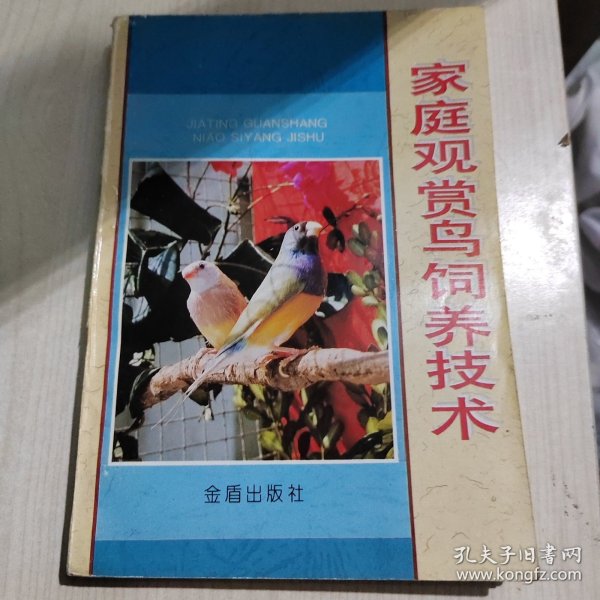 家庭观赏鸟饲养技术
JIATING GUANSHANG
NIAO SIYANG JISHU
金盾出版社
孔夫子旧书网
www.kongfz.com